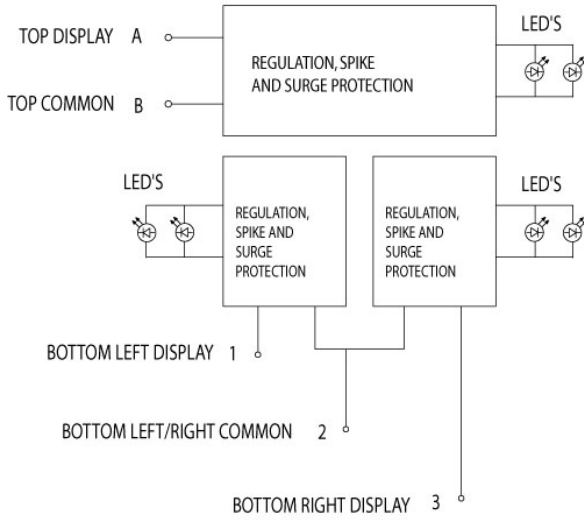 TOP DISPLAY A
LED'S
REGULATION, SPIKE
AND SURGE PROTECTION
TOP COMMON B
LED'S
REGULATION,
SPIKE AND
SURGE
PROTECTION
REGULATION,
SPIKE AND
SURGE
PROTECTION
LED'S
BOTTOM LEFT DISPLAY 1
BOTTOM LEFT/RIGHT COMMON 2
BOTTOM RIGHT DISPLAY 3